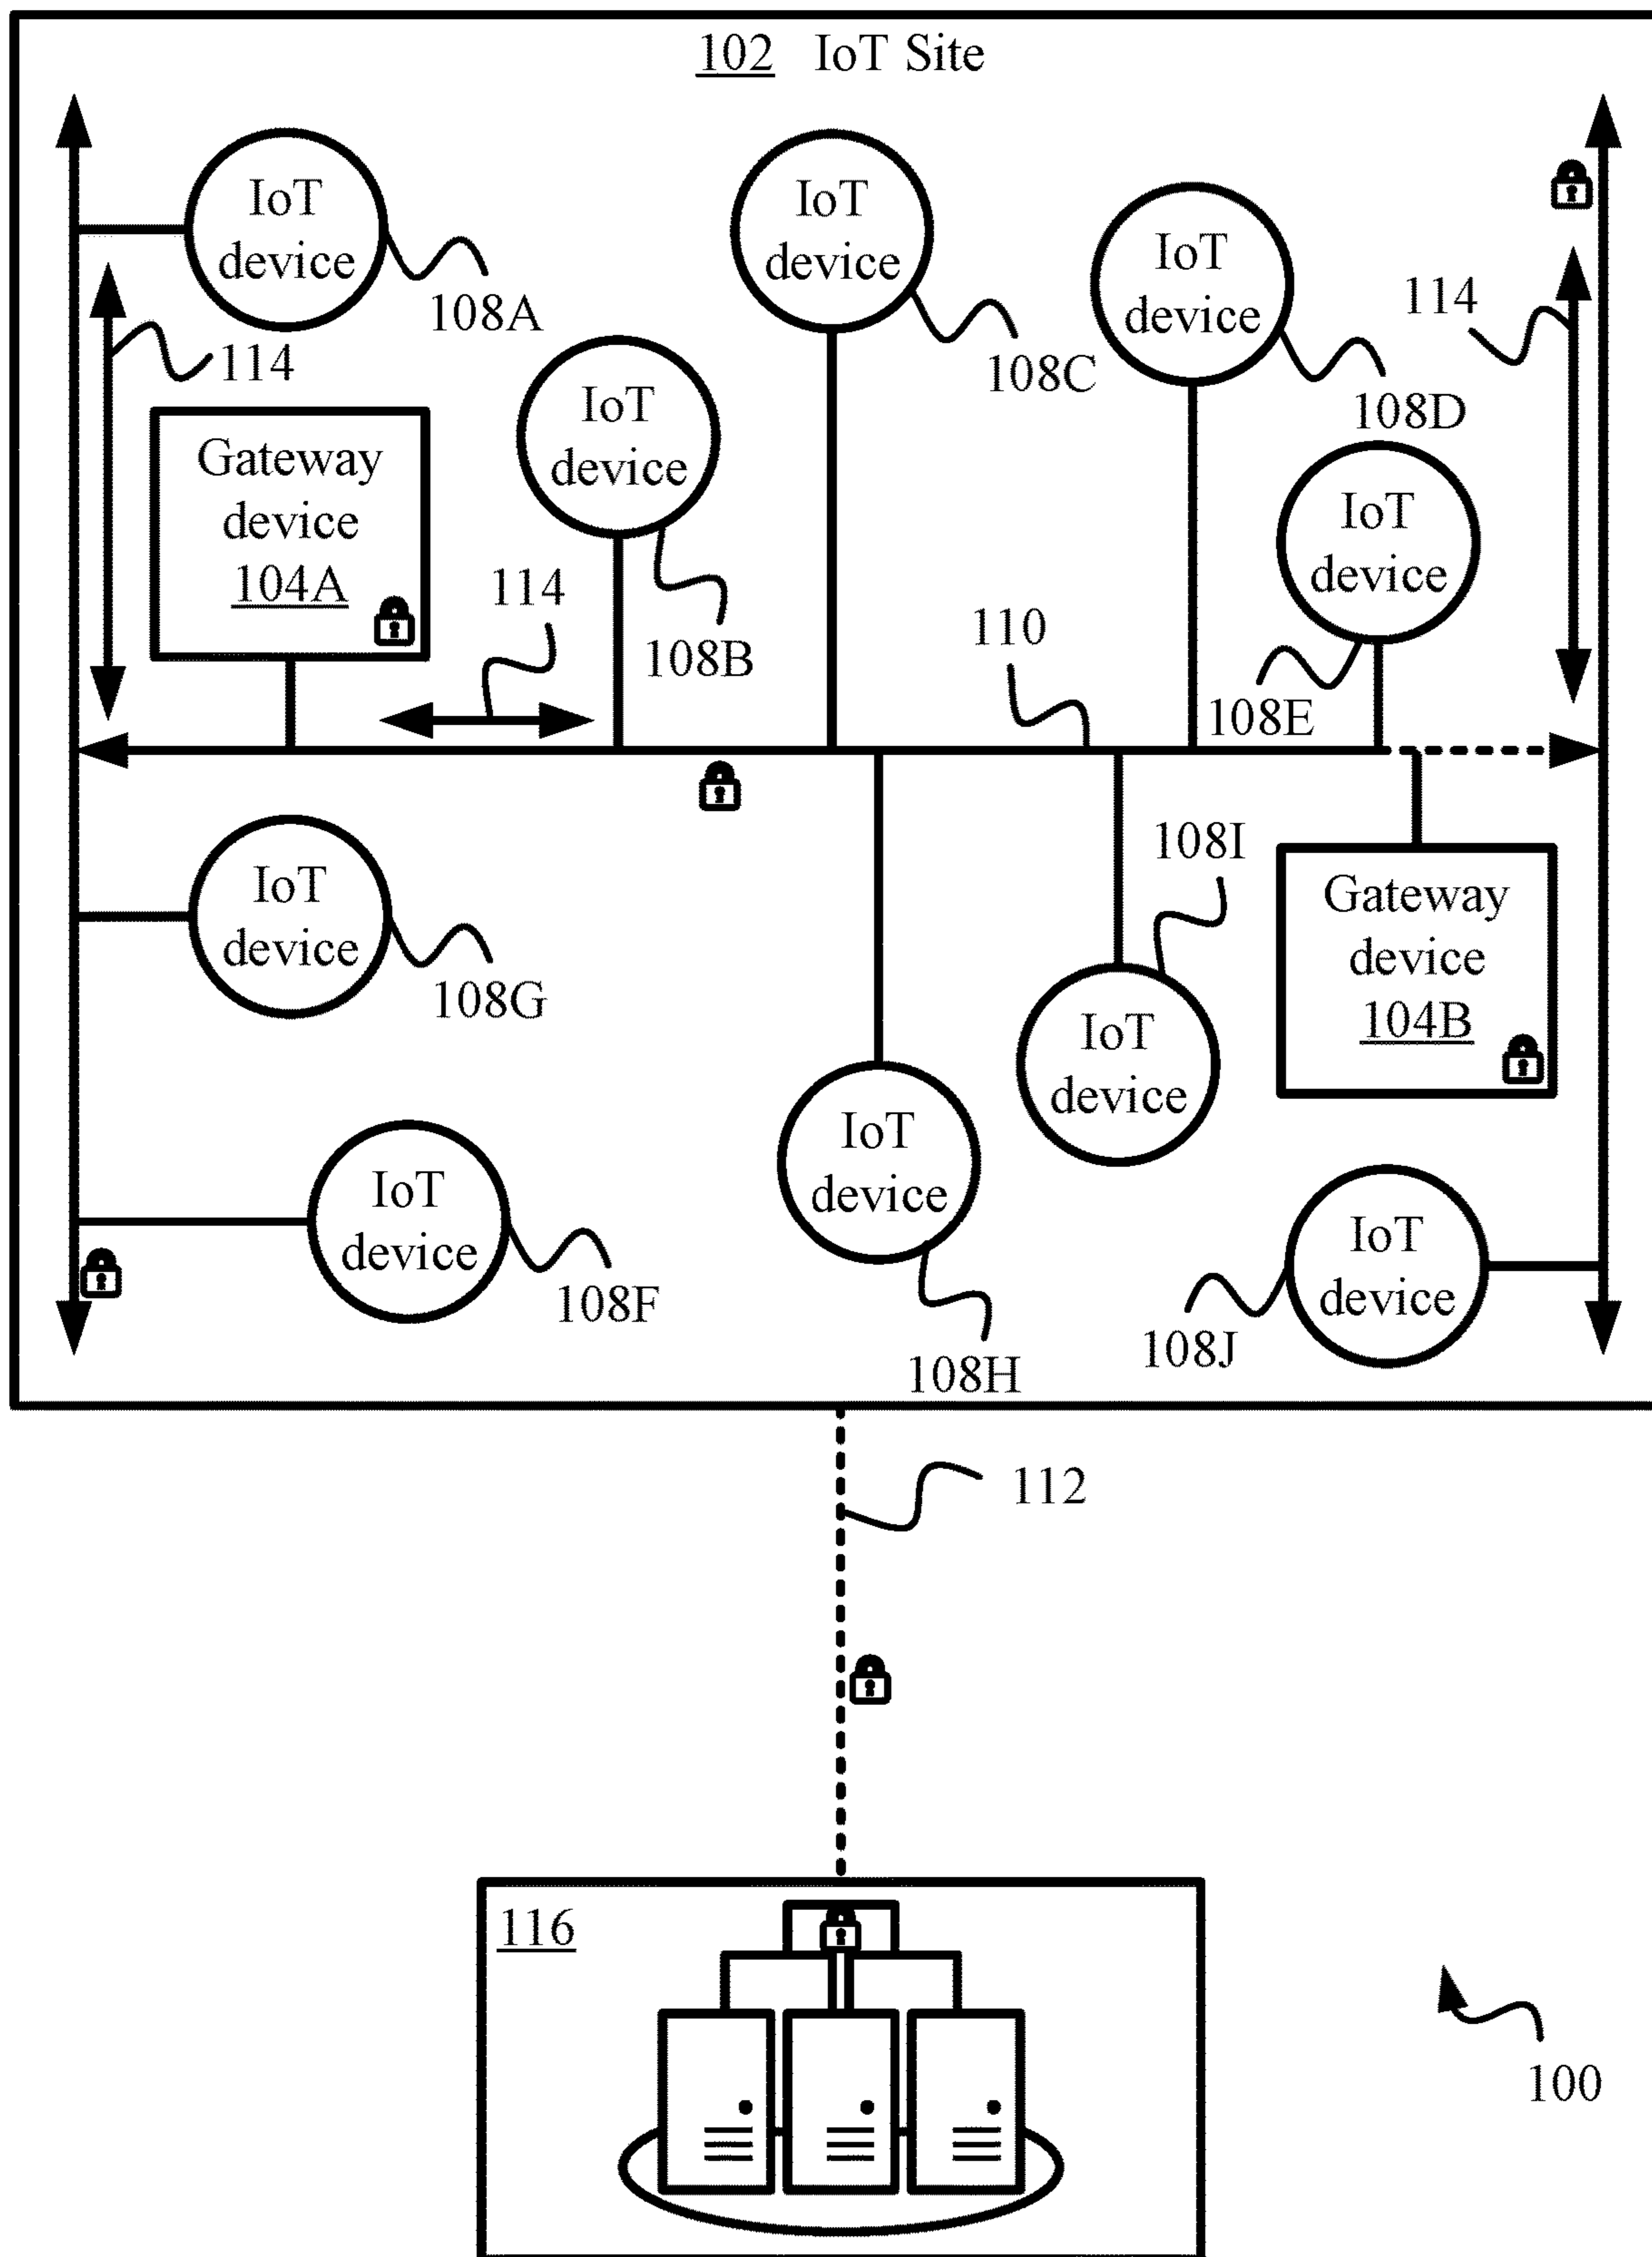 102 IoT Site
IoT
device
108A
IoT
device
108C
IoT
device
108D
114
114
IoT
device
108B
Gateway
device
104A
114
IoT
device
108E
110
IoT
device
108G
108I
IoT
device
Gateway
device
104B
IoT
device
108F
IoT
device
108H
IoT
device
108J
112
116
100